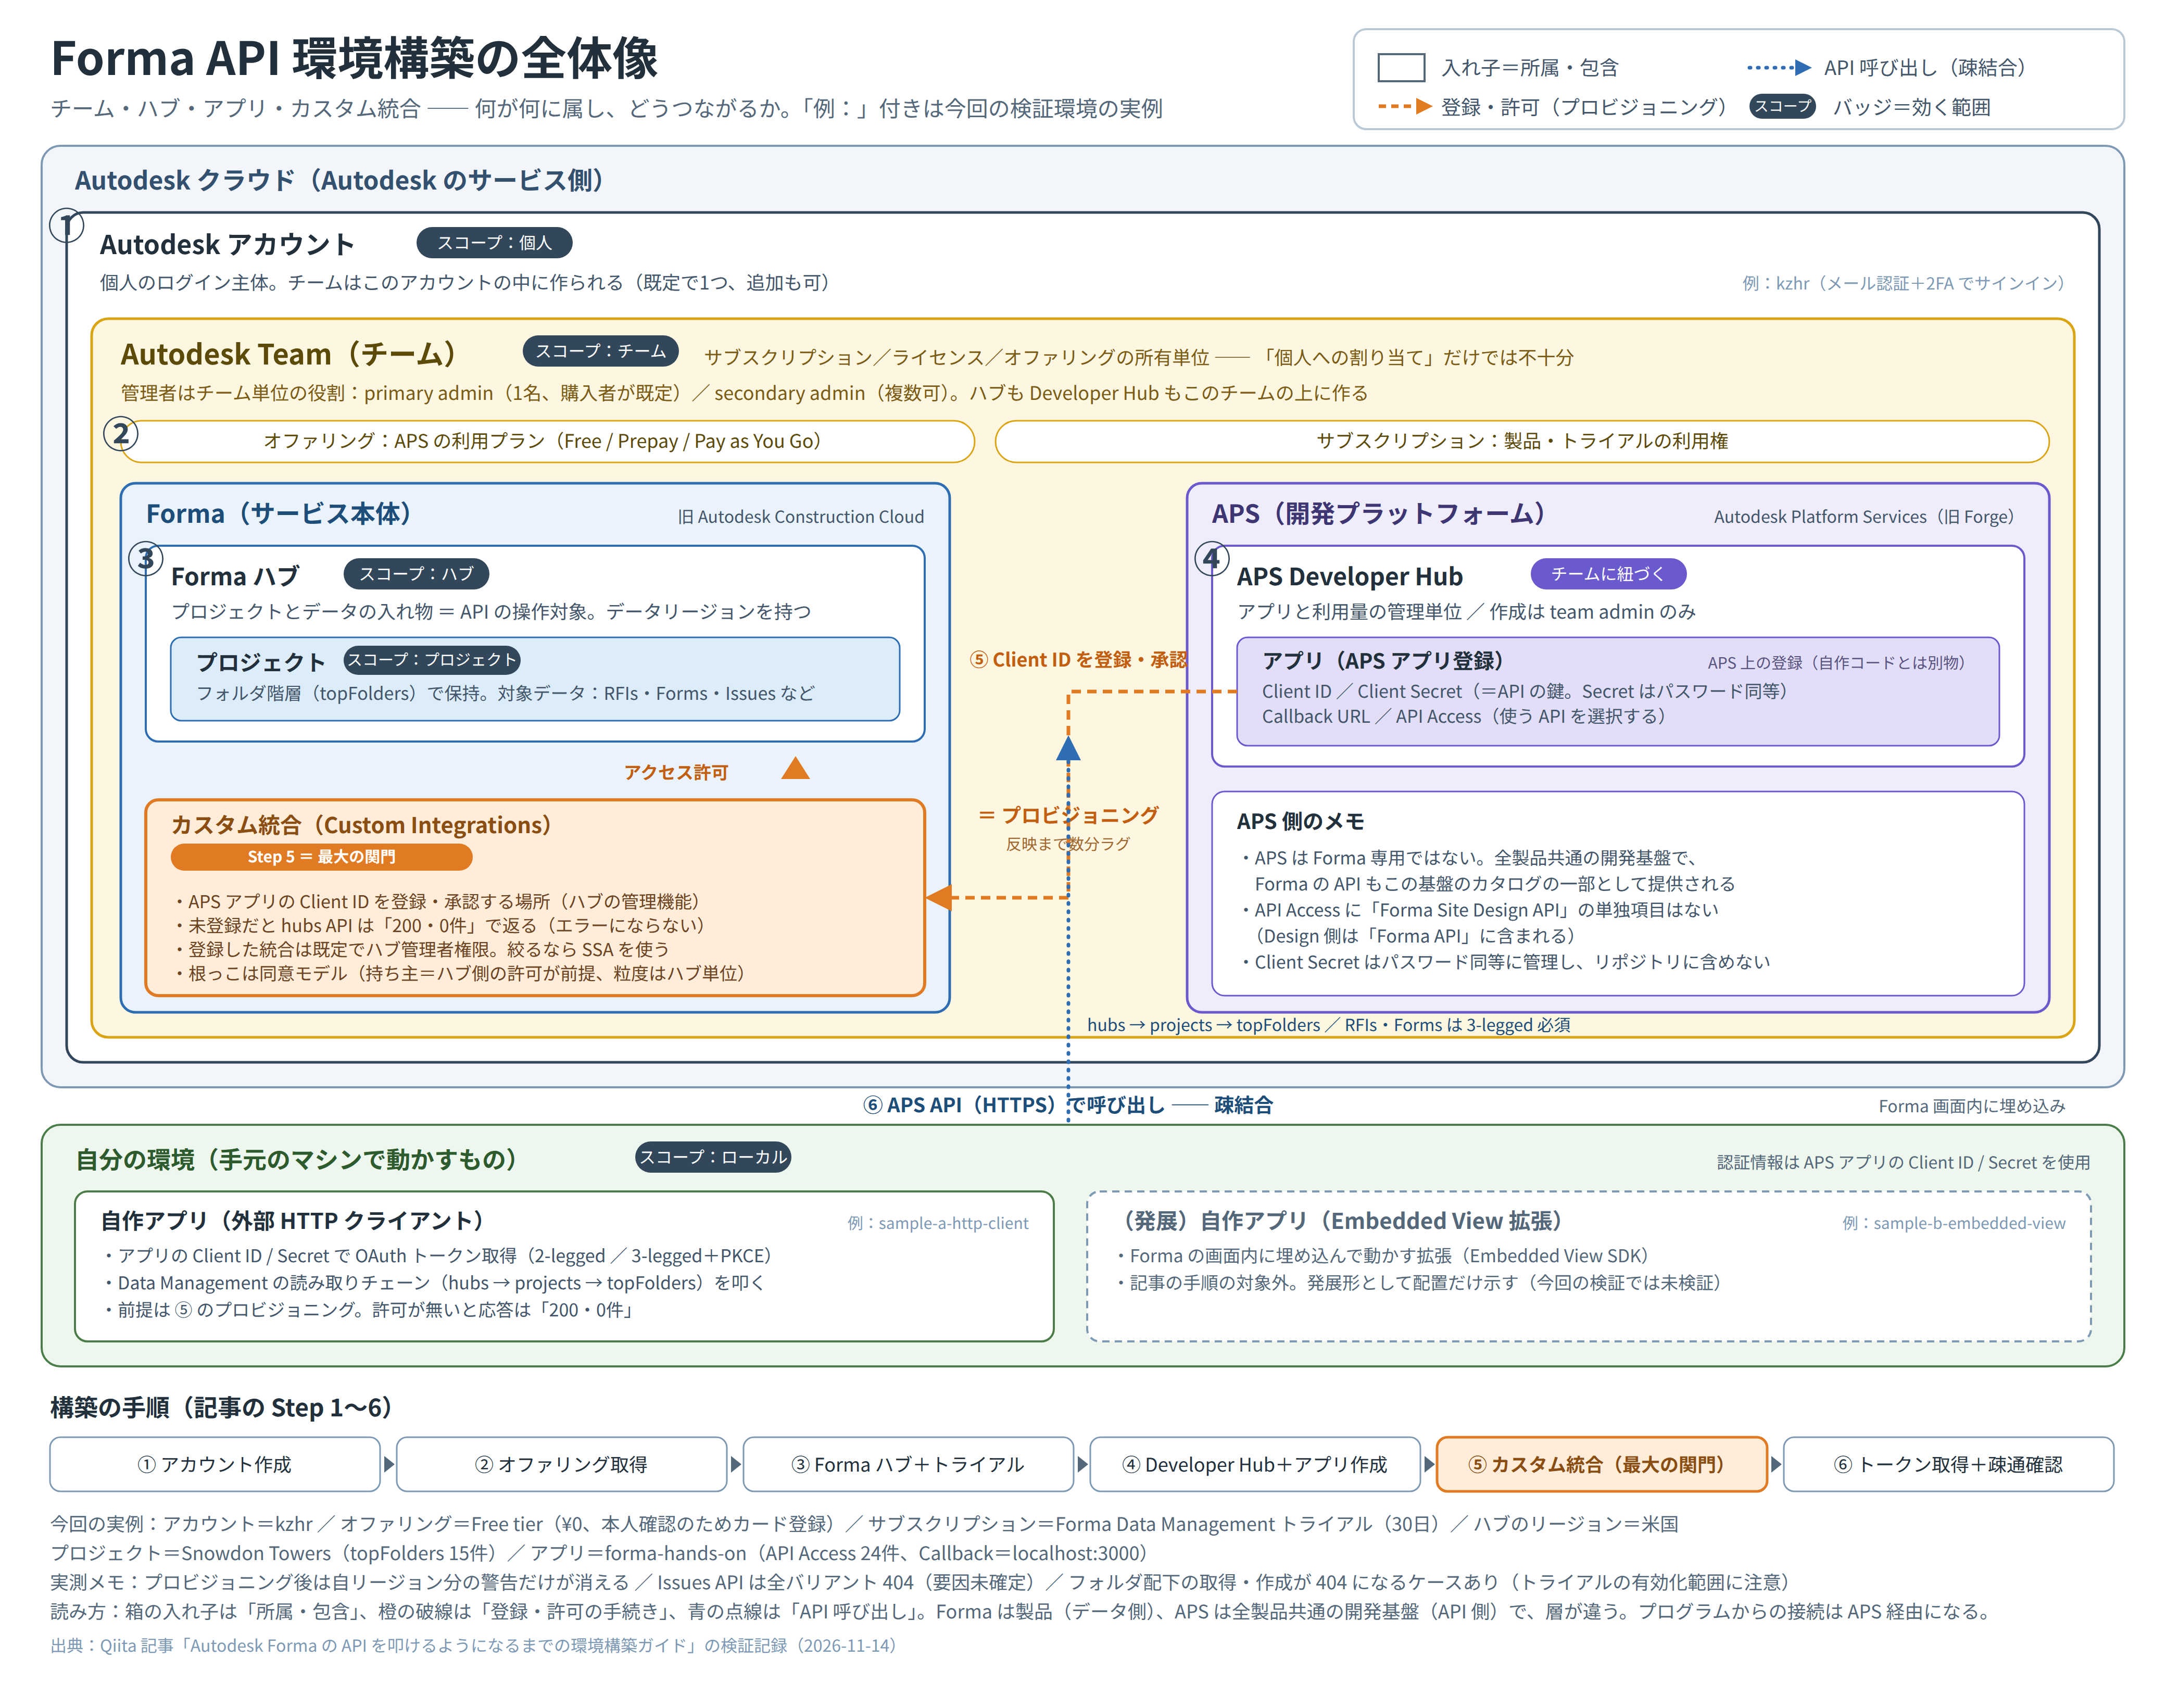 Forma API 環境構築の全体像
チーム・ハブ・アプリ・カスタム統合 ―― 何が何に属し、どうつながるか。「例：」付きは今回の検証環境の実例
入れ子＝所属・包含
API 呼び出し（疎結合）
登録・許可（プロビジョニング）
スコープ
バッジ＝効く範囲
Autodesk クラウド（Autodesk のサービス側）
1
Autodesk アカウント
スコープ：個人
個人のログイン主体。チームはこのアカウントの中に作られる（既定で1つ、追加も可）
例：kzhr（メール認証＋2FA でサインイン）
Autodesk Team（チーム）
スコープ：チーム
サブスクリプション／ライセンス／オファリングの所有単位 ―― 「個人への割り当て」だけでは不十分
管理者はチーム単位の役割：primary admin（1名、購入者が既定）／ secondary admin（複数可）。ハブも Developer Hub もこのチームの上に作る
2
オファリング：APS の利用プラン（Free / Prepay / Pay as You Go）
サブスクリプション：製品・トライアルの利用権
Forma（サービス本体）
旧 Autodesk Construction Cloud
3
Forma ハブ
スコープ：ハブ
プロジェクトとデータの入れ物 ＝ API の操作対象。データリージョンを持つ
プロジェクト
スコープ：プロジェクト
フォルダ階層（topFolders）で保持。対象データ：RFIs・Forms・Issues など
アクセス許可
カスタム統合（Custom Integrations）
Step 5 ＝ 最大の関門
・APS アプリの Client ID を登録・承認する場所（ハブの管理機能）
・未登録だと hubs API は「200・0件」で返る（エラーにならない）
・登録した統合は既定でハブ管理者権限。絞るなら SSA を使う
・根っこは同意モデル（持ち主＝ハブ側の許可が前提、粒度はハブ単位）
⑤ Client ID を登録・承認
＝ プロビジョニング
反映まで数分ラグ
APS（開発プラットフォーム）
Autodesk Platform Services（旧 Forge）
4
APS Developer Hub
チームに紐づく
アプリと利用量の管理単位 ／ 作成は team admin のみ
アプリ（APS アプリ登録）
APS 上の登録（自作コードとは別物）
Client ID ／ Client Secret（＝API の鍵。Secret はパスワード同等）
Callback URL ／ API Access（使う API を選択する）
APS 側のメモ
・APS は Forma 専用ではない。全製品共通の開発基盤で、
Forma の API もこの基盤のカタログの一部として提供される
・API Access に「Forma Site Design API」の単独項目はない
（Design 側は「Forma API」に含まれる）
・Client Secret はパスワード同等に管理し、リポジトリに含めない
hubs → projects → topFolders ／ RFIs・Forms は 3-legged 必須
⑥ APS API（HTTPS）で呼び出し ―― 疎結合
Forma 画面内に埋め込み
自分の環境（手元のマシンで動かすもの）
スコープ：ローカル
認証情報は APS アプリの Client ID / Secret を使用
自作アプリ（外部 HTTP クライアント）
例：sample-a-http-client
・アプリの Client ID / Secret で OAuth トークン取得（2-legged ／ 3-legged＋PKCE）
・Data Management の読み取りチェーン（hubs → projects → topFolders）を叩く
・前提は ⑤ のプロビジョニング。許可が無いと応答は「200・0件」
（発展）自作アプリ（Embedded View 拡張）
例：sample-b-embedded-view
・Forma の画面内に埋め込んで動かす拡張（Embedded View SDK）
・記事の手順の対象外。発展形として配置だけ示す（今回の検証では未検証）
構築の手順（記事の Step 1〜6）
① アカウント作成
② オファリング取得
③ Forma ハブ＋トライアル
④ Developer Hub＋アプリ作成
⑤ カスタム統合（最大の関門）
⑥ トークン取得＋疎通確認
今回の実例：アカウント＝kzhr ／ オファリング＝Free tier（¥0、本人確認のためカード登録）／ サブスクリプション＝Forma Data Management トライアル（30日）／ ハブのリージョン＝米国
プロジェクト＝Snowdon Towers（topFolders 15件）／ アプリ＝forma-hands-on（API Access 24件、Callback＝localhost:3000）
実測メモ：プロビジョニング後は自リージョン分の警告だけが消える ／ Issues API は全バリアント 404（要因未確定）／ フォルダ配下の取得・作成が 404 になるケースあり（トライアルの有効化範囲に注意）
読み方：箱の入れ子は「所属・包含」、橙の破線は「登録・許可の手続き」、青の点線は「API 呼び出し」。Forma は製品（データ側）、APS は全製品共通の開発基盤（API 側）で、層が違う。プログラムからの接続は APS 経由になる。
出典：Qiita 記事「Autodesk Forma の API を叩けるようになるまでの環境構築ガイド」の検証記録（2026-11-14）